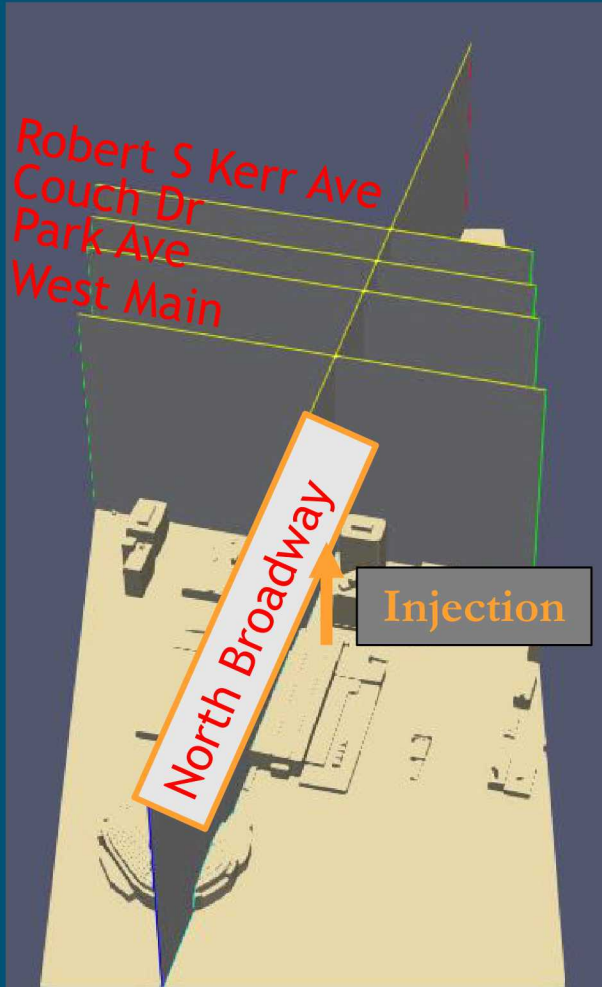 Robert S Kerr Ave
Couch Dr
Park Ave
West Main
North Broadway
Injection